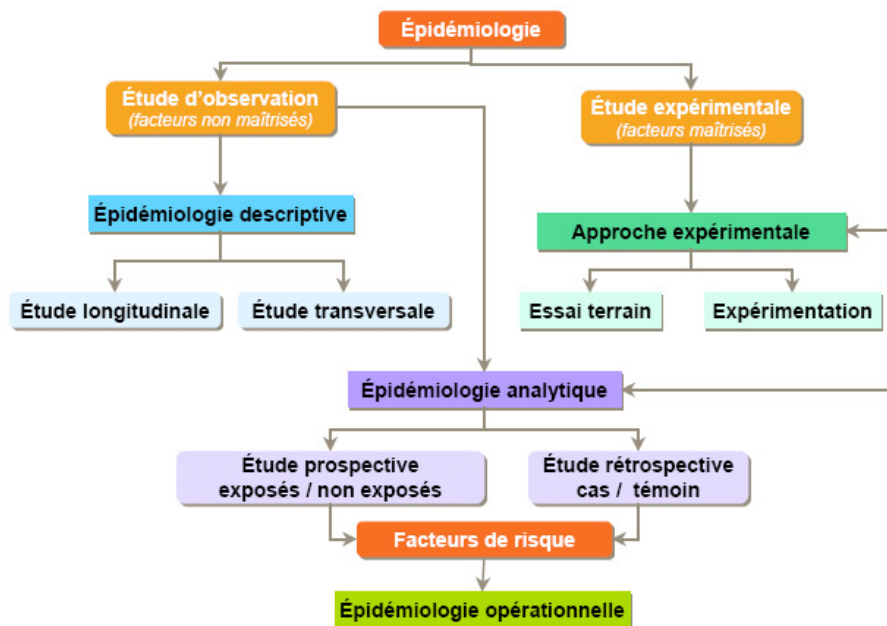 Épidémiologie
Étude d'observation
(facteurs non maîtrisés)
Étude expérimentale
(facteurs maîtrisés)
Épidémiologie descriptive
Approche expérimentale
Étude longitudinale
Étude transversale
Essai terrain
Expérimentation
Épidémiologie analytique
Étude prospective
exposés / non exposés
Étude rétrospective
cas / témoin
Facteurs de risque
Épidémiologie opérationnelle